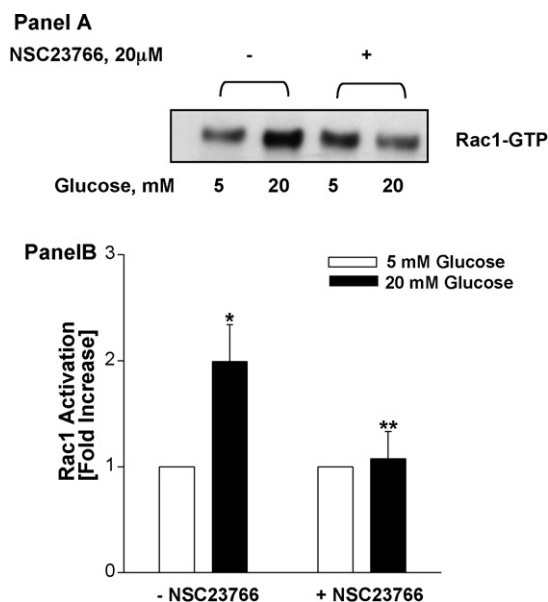 Panel A
NSC23766, 20μM - +
Rac1-GTP
Glucose, mM 5 20 5 20
PanelB
3
5 mM Glucose
20 mM Glucose
*
2
**
1
0
Rac1 Activation
[Fold Increase]
- NSC23766 + NSC23766